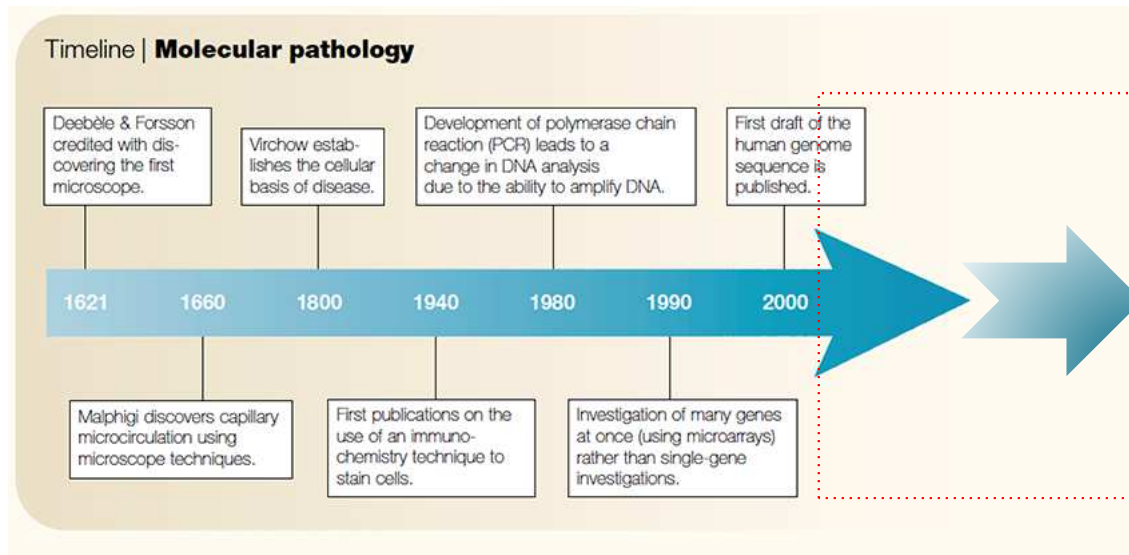 Timeline | Molecular pathology
Deebèle & Forsson
credited with dis-
covering the first
microscope.
Virchow estab-
lishes the cellular
basis of disease.
Development of polymerase chain
reaction (PCR) leads to a
change in DNA analysis
due to the ability to amplify DNA.
First draft of the
human genome
sequence is
published.
1621 1660 1800 1940 1980 1990 2000
Malphigi discovers capillary
microcirculation using
microscope techniques.
First publications on the
use of an immuno-
chemistry technique to
stain cells.
Investigation of many genes
at once (using microarrays)
rather than single-gene
investigations.